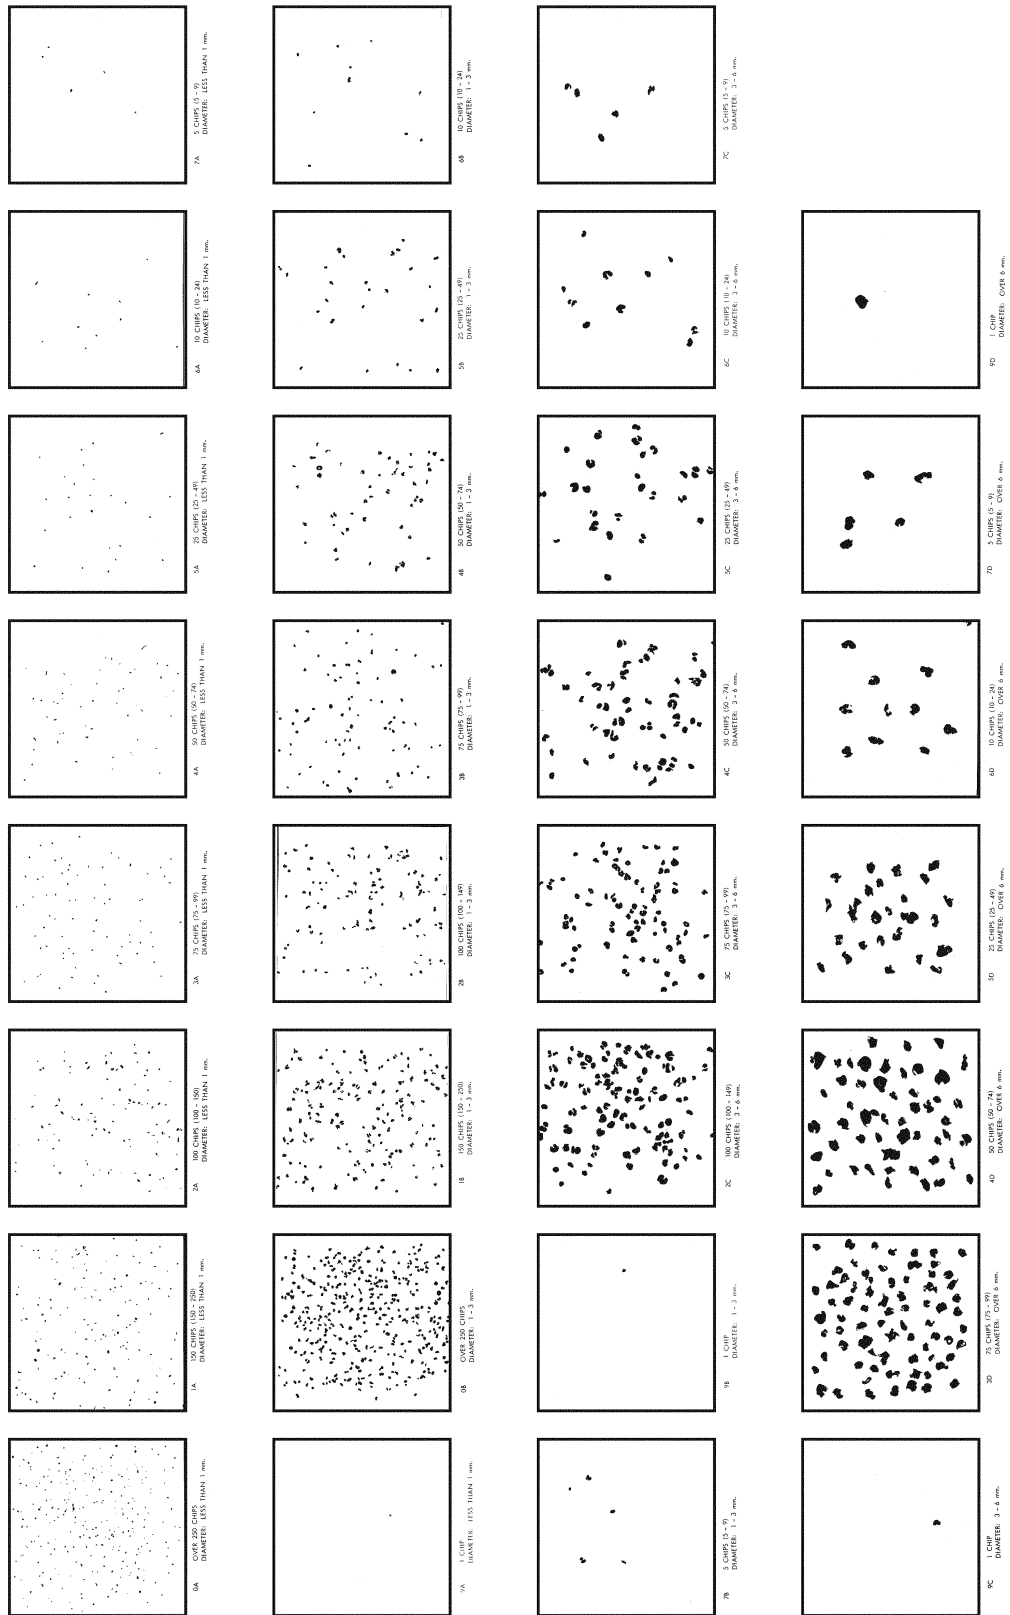 0A OVER 250 CHIPS
DIAMETER: LESS THAN 1 mm.
1A 150 CHIPS (150 - 250)
DIAMETER: LESS THAN 1 mm.
2A 100 CHIPS (100 - 150)
DIAMETER: LESS THAN 1 mm.
3A 75 CHIPS (75 - 99)
DIAMETER: LESS THAN 1 mm.
4A 50 CHIPS (50 - 74)
DIAMETER: LESS THAN 1 mm.
5A 25 CHIPS (25 - 49)
DIAMETER: LESS THAN 1 mm.
6A 10 CHIPS (10 - 24)
DIAMETER: LESS THAN 1 mm.
7A 5 CHIPS (5 - 9)
DIAMETER: LESS THAN 1 mm.
9A 1 CHIP
DIAMETER: LESS THAN 1 mm.
0B OVER 250 CHIPS
DIAMETER: 1 - 3 mm.
1B 150 CHIPS (150 - 250)
DIAMETER: 1 - 3 mm.
2B 100 CHIPS (100 - 149)
DIAMETER: 1 - 3 mm.
3B 75 CHIPS (75 - 99)
DIAMETER: 1 - 3 mm.
4B 50 CHIPS (50 - 74)
DIAMETER: 1 - 3 mm.
5B 25 CHIPS (25 - 49)
DIAMETER: 1 - 3 mm.
6B 10 CHIPS (10 - 24)
DIAMETER: 1 - 3 mm.
7B 5 CHIPS (5 - 9)
DIAMETER: 1 - 3 mm.
9B 1 CHIP
DIAMETER: 1 - 3 mm.
2C 100 CHIPS (100 - 149)
DIAMETER: 3 - 6 mm.
3C 75 CHIPS (75 - 99)
DIAMETER: 3 - 6 mm.
4C 50 CHIPS (50 - 74)
DIAMETER: 3 - 6 mm.
5C 25 CHIPS (25 - 49)
DIAMETER: 3 - 6 mm.
6C 10 CHIPS (10 - 24)
DIAMETER: 3 - 6 mm.
7C 5 CHIPS (5 - 9)
DIAMETER: 3 - 6 mm.
9C 1 CHIP
DIAMETER: 3 - 6 mm.
3D 75 CHIPS (75 - 99)
DIAMETER: OVER 6 mm.
4D 50 CHIPS (50 - 74)
DIAMETER: OVER 6 mm.
5D 25 CHIPS (25 - 49)
DIAMETER: OVER 6 mm.
6D 10 CHIPS (10 - 24)
DIAMETER: OVER 6 mm.
7D 5 CHIPS (5 - 9)
DIAMETER: OVER 6 mm.
9D 1 CHIP
DIAMETER: OVER 6 mm.